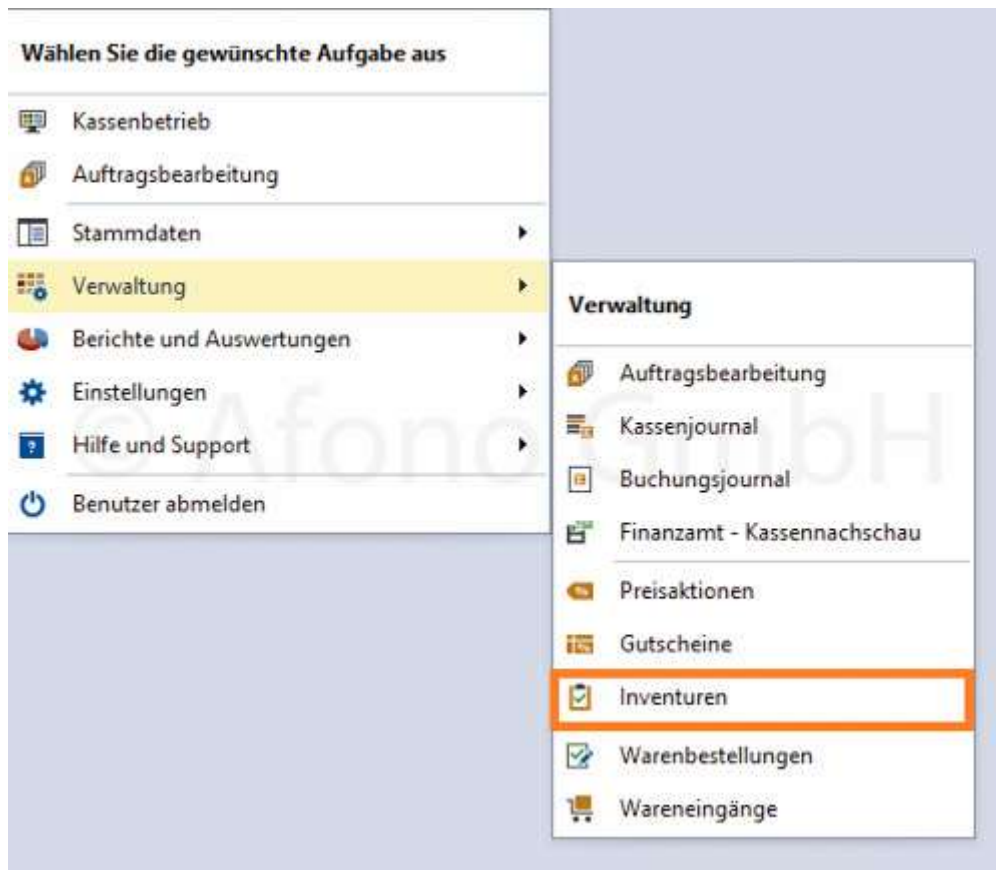 Wählen Sie die gewünschte Aufgabe aus
Kassenbetrieb
Auftragsbearbeitung
Stammdaten
Verwaltung
Berichte und Auswertungen
Einstellungen
Hilfe und Support
Benutzer abmelden
Verwaltung
Auftragsbearbeitung
Kassenjournal
Buchungsjournal
Finanzamt - Kassennachschau
Preisaktionen
Gutscheine
Inventuren
Warenbestellungen
Wareneingänge
© Afono GmbH